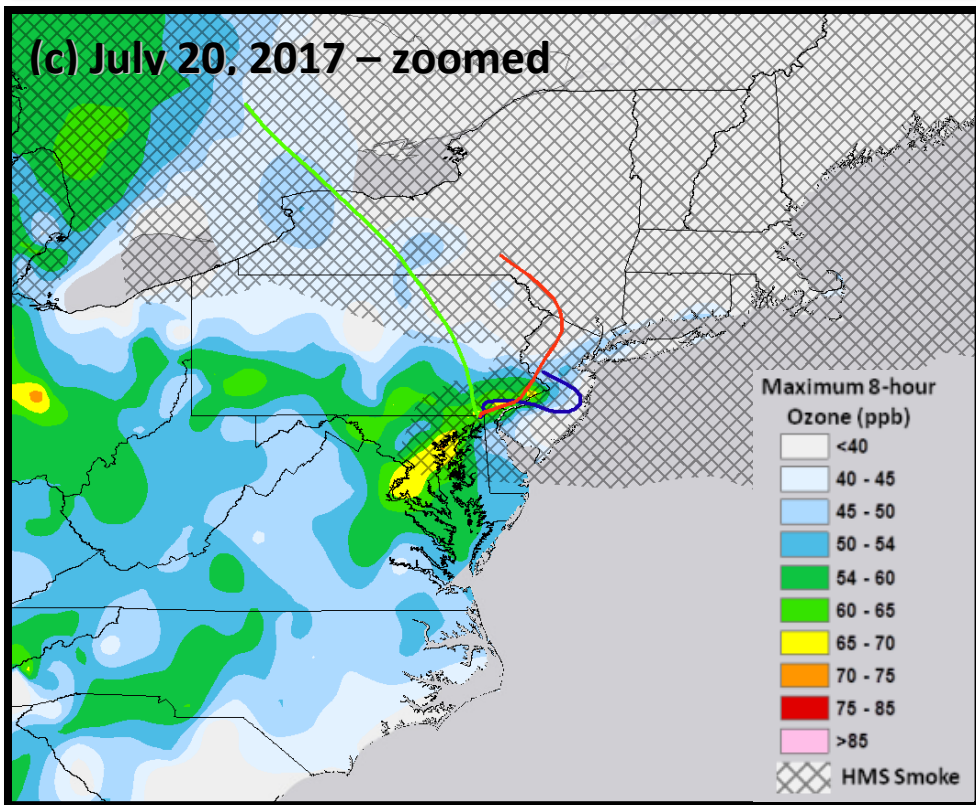 (c) July 20, 2017 – zoomed
Maximum 8-hour
Ozone (ppb)
<40
40 - 45
45 - 50
50 - 54
54 - 60
60 - 65
65 - 70
70 - 75
75 - 85
>85
HMS Smoke